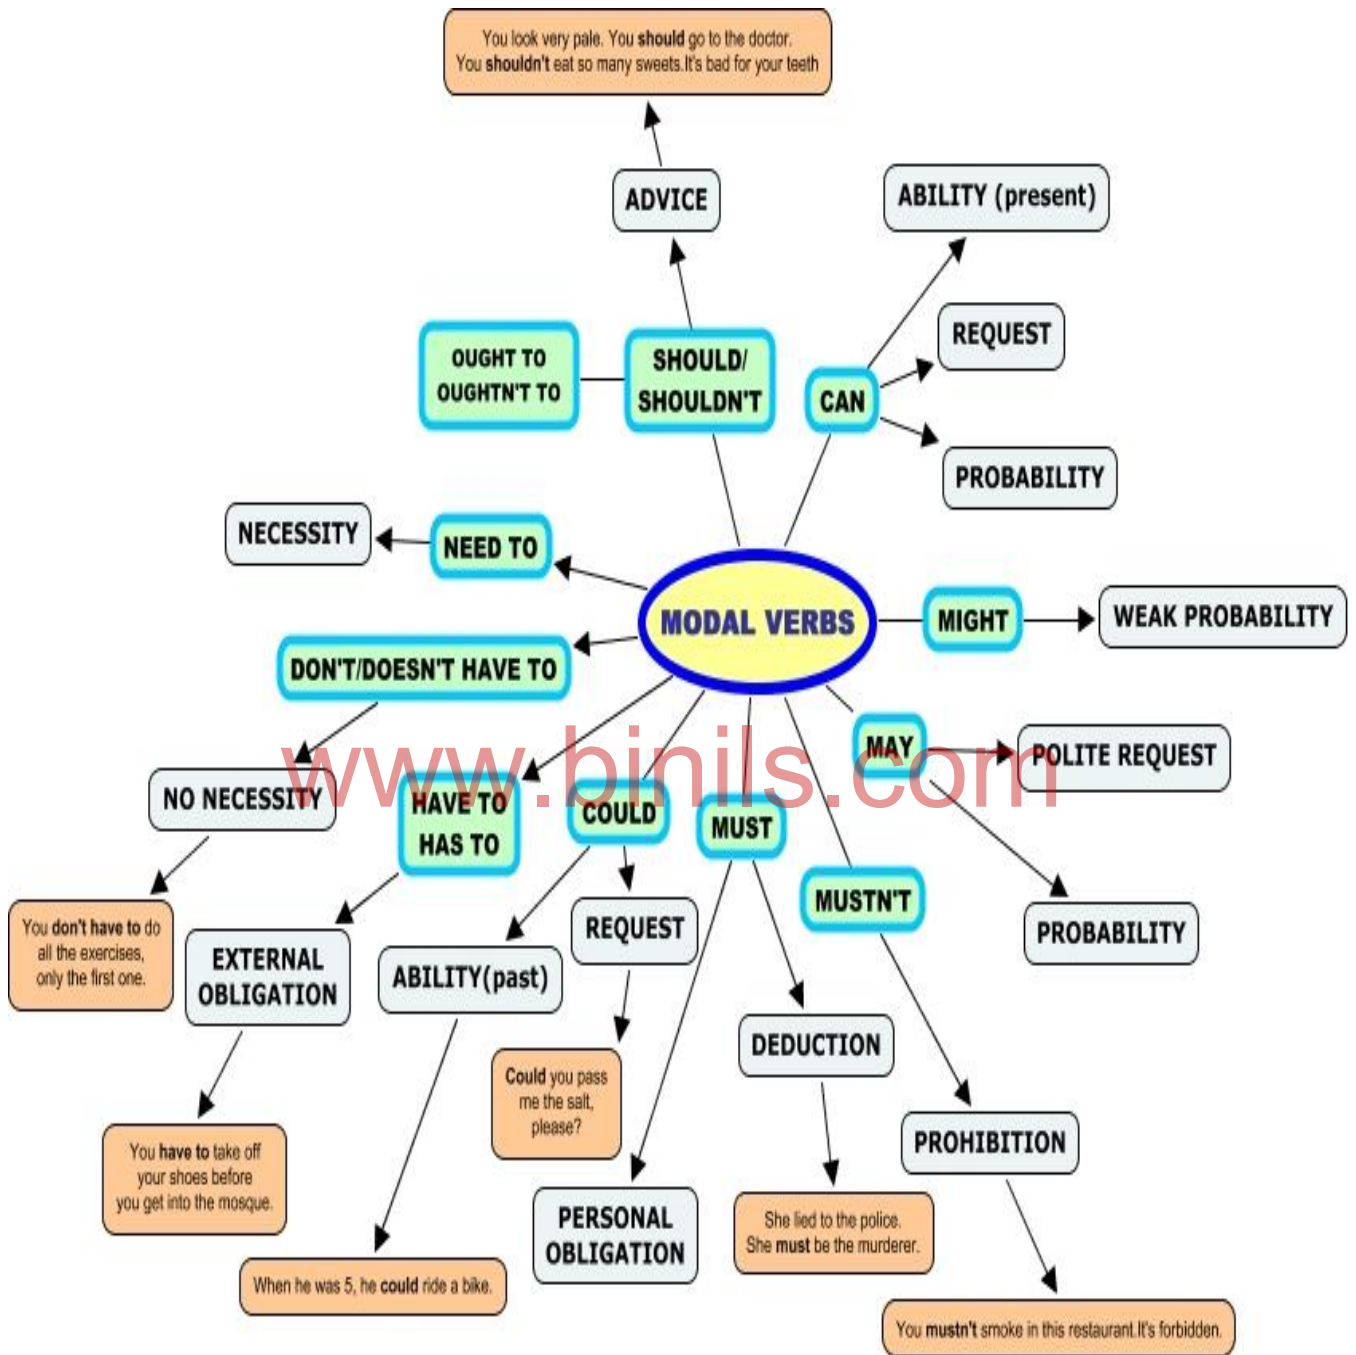 You look very pale. You should go to the doctor.
You shouldn't eat so many sweets.It's bad for your teeth
ADVICE
ABILITY (present)
REQUEST
OUGHT TO
OUGHTN'T TO
SHOULD/
SHOULDN'T
CAN
PROBABILITY
NECESSITY
NEED TO
MODAL VERBS
MIGHT
WEAK PROBABILITY
DON'T/DOESN'T HAVE TO
MAY
POLITE REQUEST
www.binils.com
NO NECESSITY
HAVE TO
HAS TO
COULD
MUST
MUSTN'T
PROBABILITY
You don't have to do
all the exercises,
only the first one.
EXTERNAL
OBLIGATION
ABILITY(past)
REQUEST
DEDUCTION
Could you pass
me the salt,
please?
PROHIBITION
You have to take off
your shoes before
you get into the mosque.
PERSONAL
OBLIGATION
She lied to the police.
She must be the murderer.
When he was 5, he could ride a bike.
You mustn't smoke in this restaurant.It's forbidden.